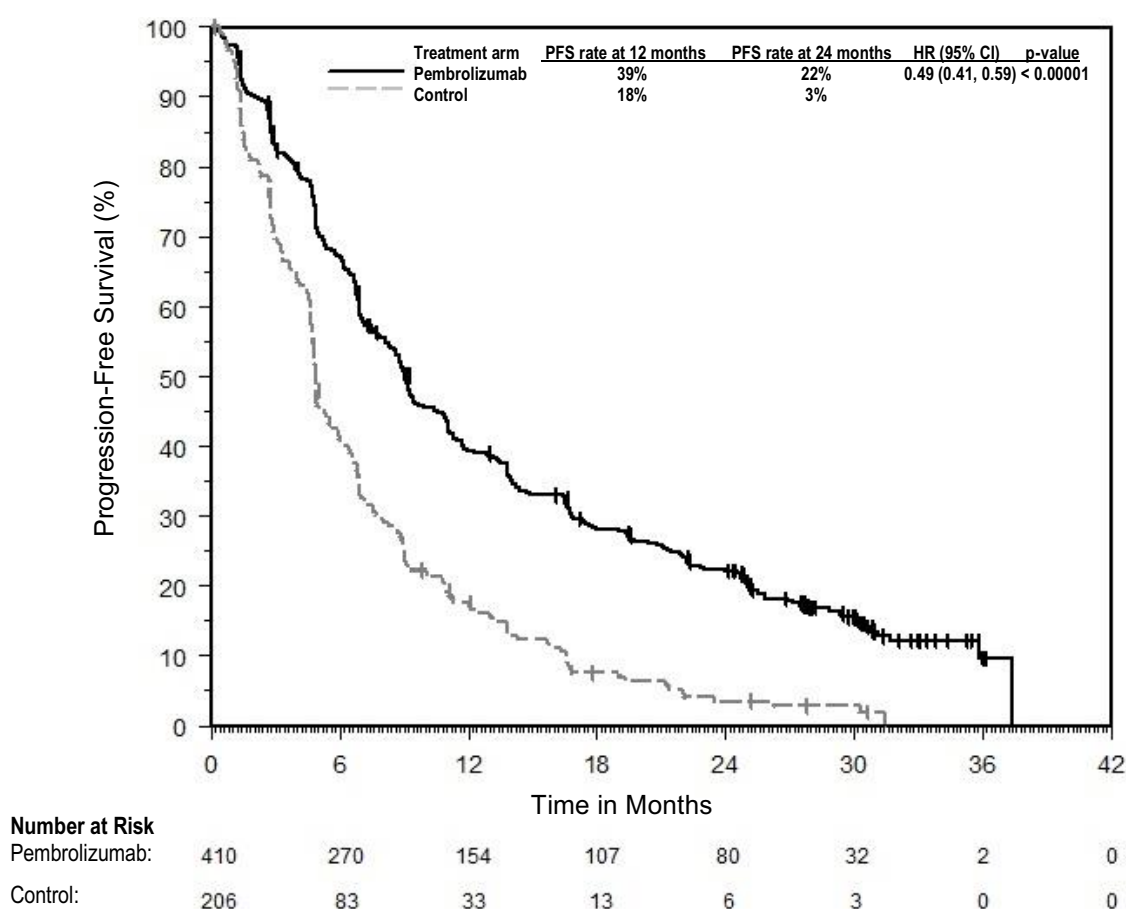 Treatment arm PFS rate at 12 months PFS rate at 24 months HR (95% CI) p-value
Pembrolizumab 39% 22% 0.49 (0.41, 0.59) < 0.00001
Control 18% 3%
Progression-Free Survival (%)
100
90
80
70
60
50
40
30
20
10
0
0 6 12 18 24 30 36 42
Time in Months
Number at Risk
Pembrolizumab: 410 270 154 107 80 32 2 0
Control: 206 83 33 13 6 3 0 0